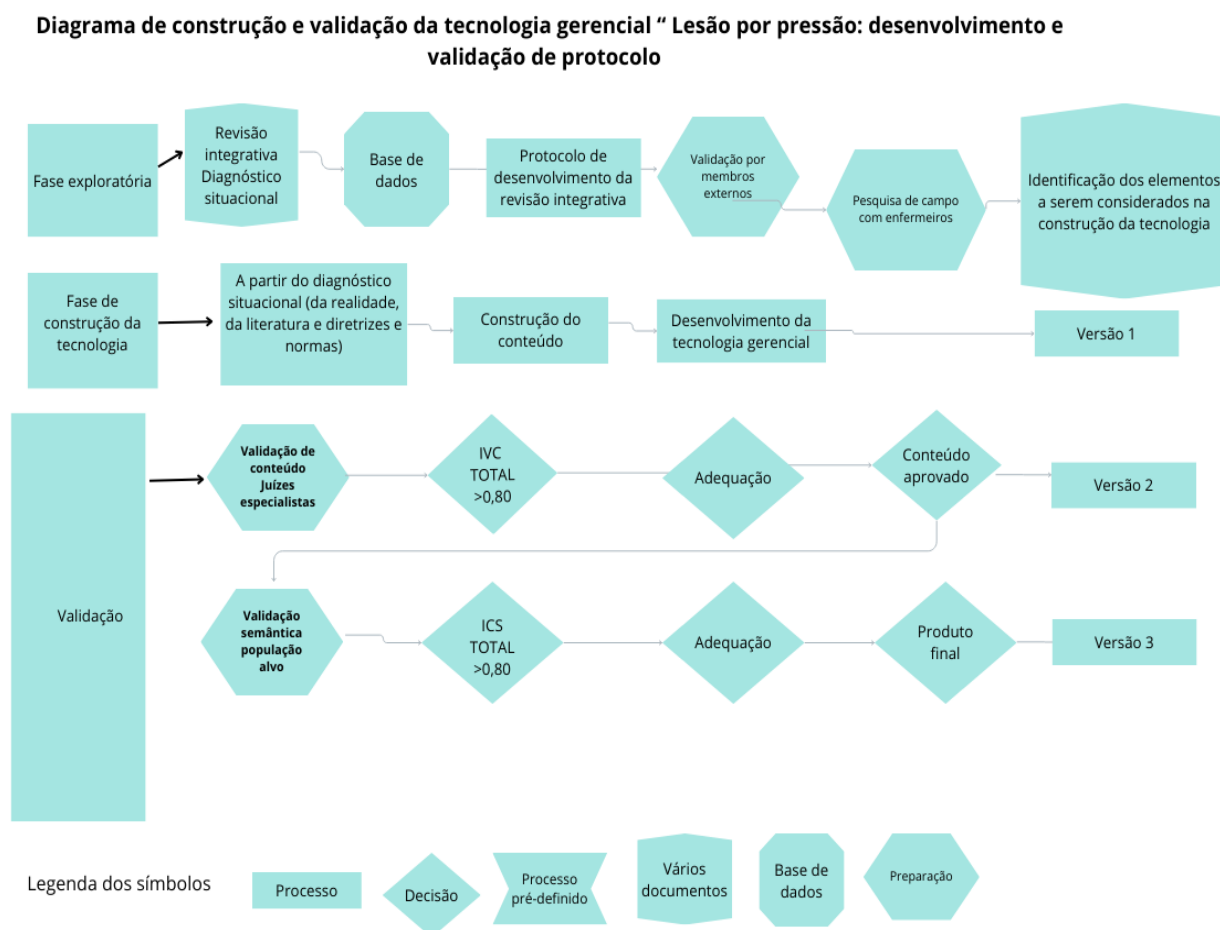 Diagrama de construção e validação da tecnologia gerencial “ Lesão por pressão: desenvolvimento e
validação de protocolo
Fase exploratória
Revisão
integrativa
Diagnóstico
situacional
Base de
dados
Protocolo de
desenvolvimento da
revisão integrativa
Validação por
membros
externos
Pesquisa de campo
com enfermeiros
Identificação dos elementos
a serem considerados na
construção da tecnologia
Fase de
construção da
tecnologia
A partir do diagnóstico
situacional (da realidade,
da literatura e diretrizes e
normas)
Construção do
conteúdo
Desenvolvimento da
tecnologia gerencial
Versão 1
Validação
Validação de
conteúdo
Juízes
especialistas
IVC
TOTAL
>0,80
Adequação
Conteúdo
aprovado
Versão 2
Validação
semântica
população
alvo
ICS
TOTAL
>0,80
Adequação
Produto
final
Versão 3
Legenda dos símbolos
Processo
Decisão
Processo
pré-definido
Vários
documentos
Base de
dados
Preparação